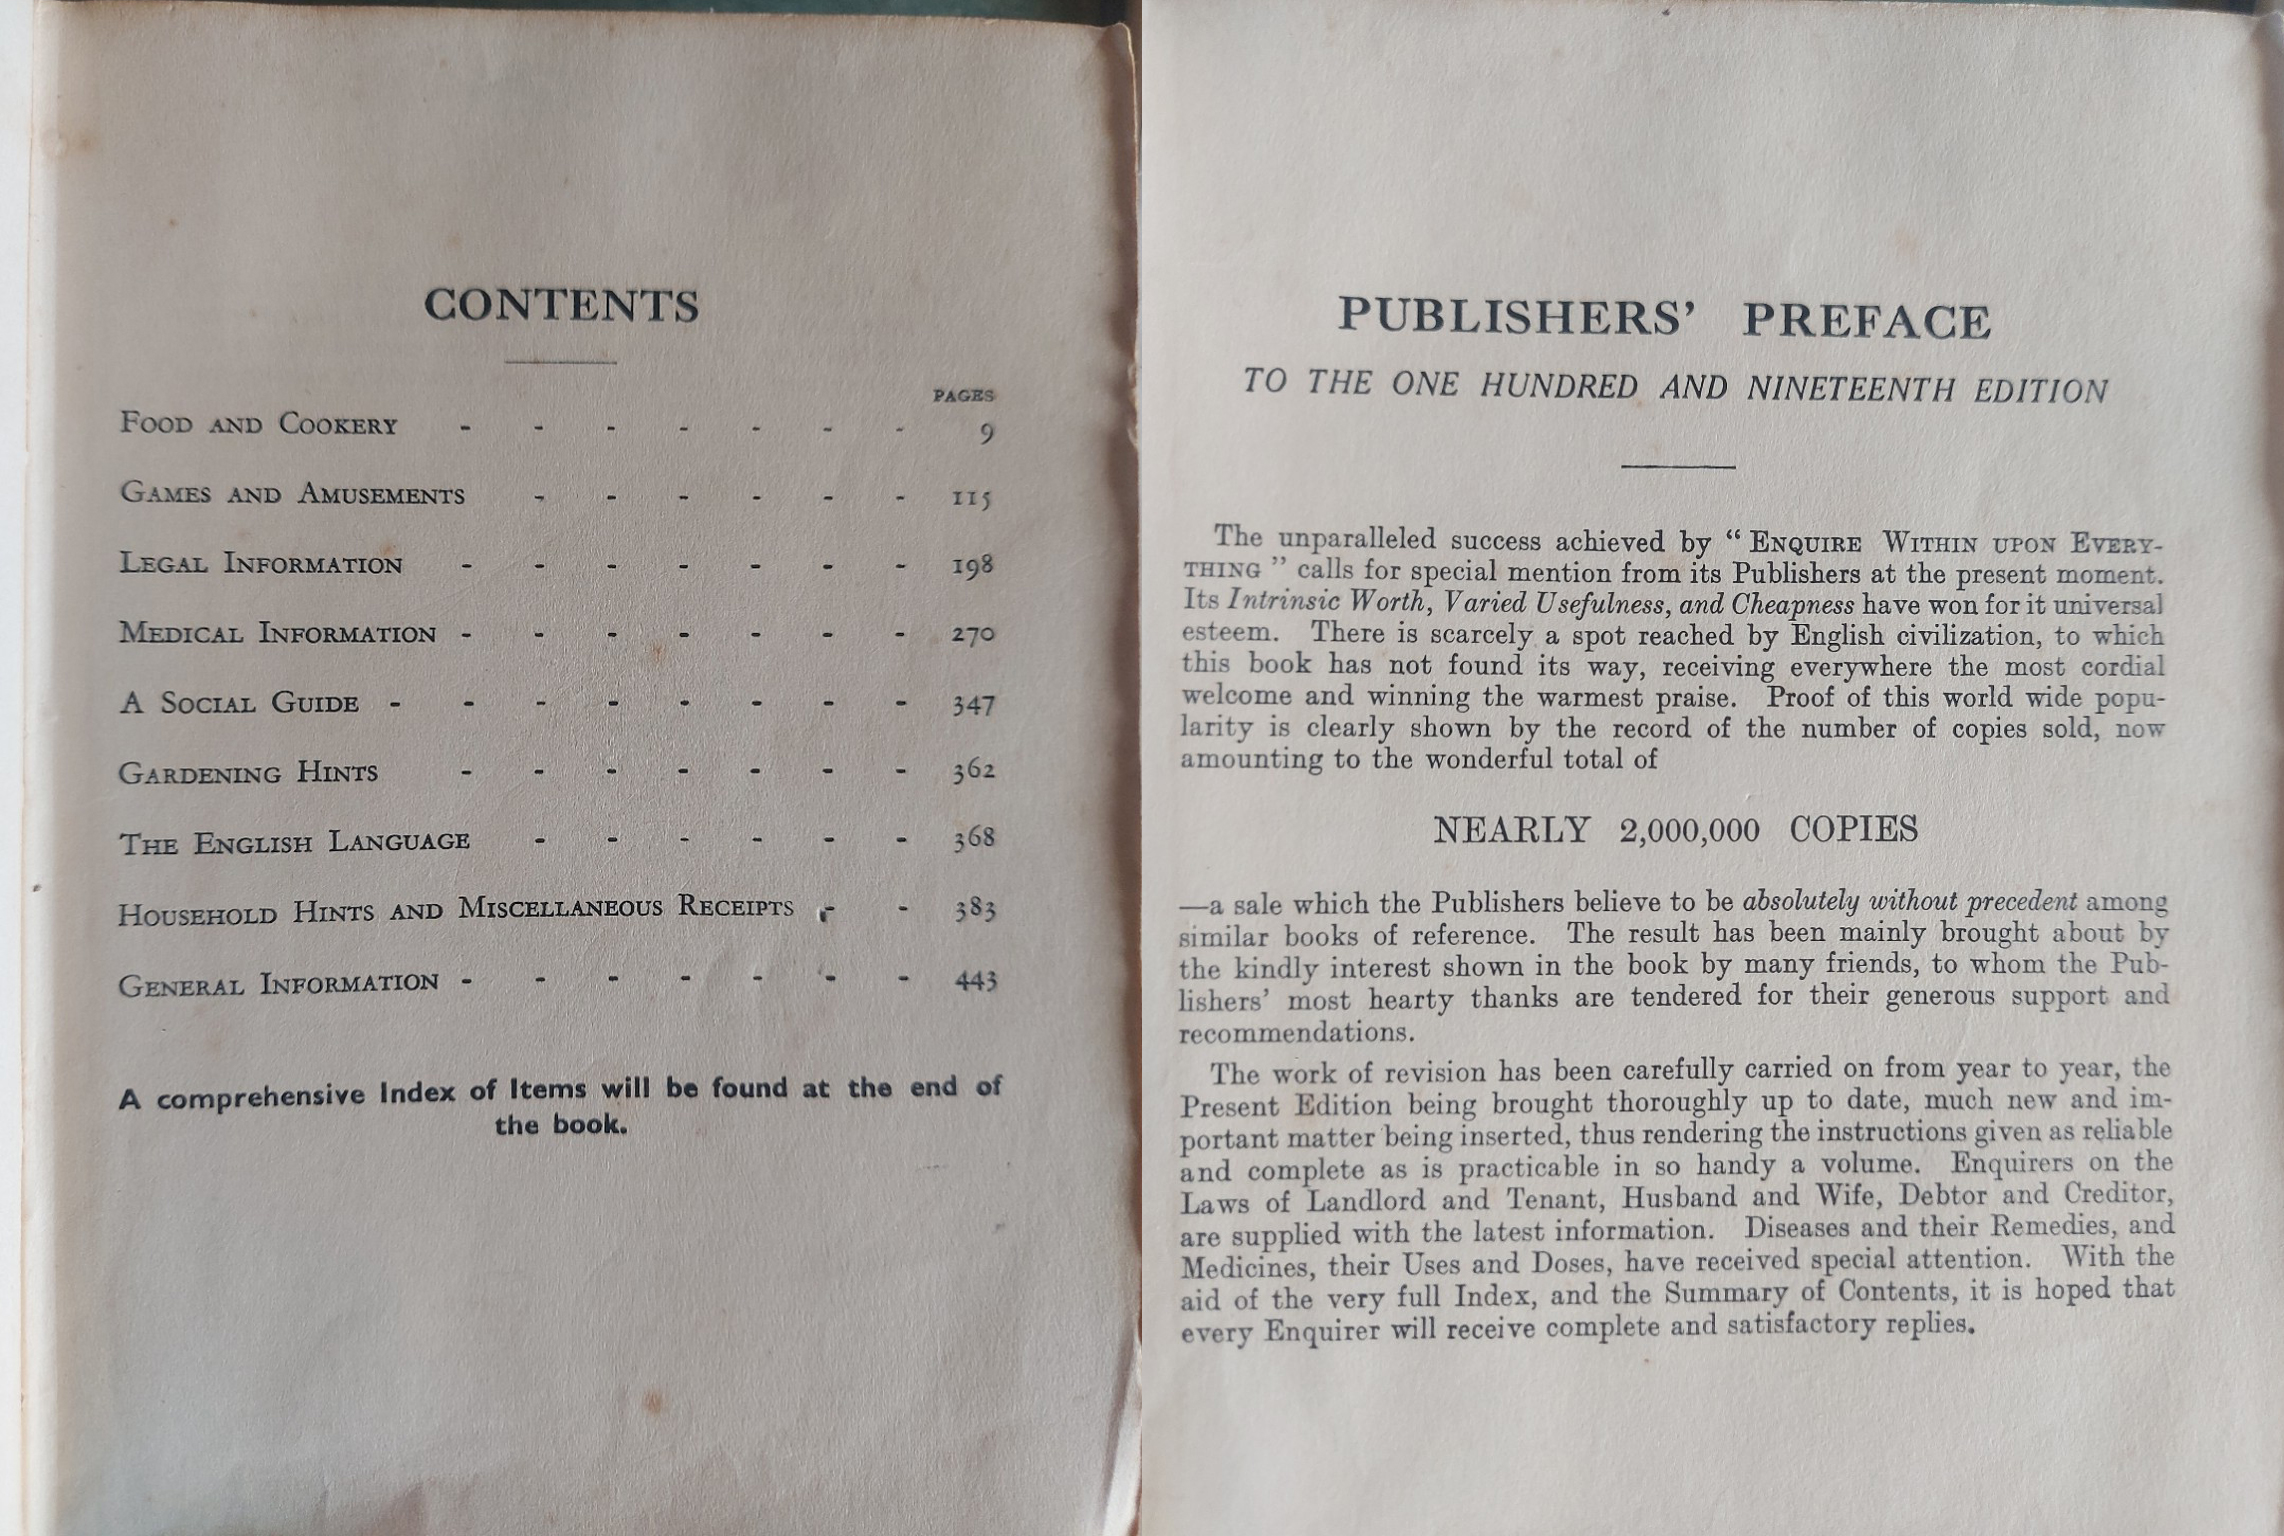 CONTENTS
PAGES
FOOD AND COOKERY - - - - - - - 9
GAMES AND AMUSEMENTS - - - - - - 115
LEGAL INFORMATION - - - - - - - 198
MEDICAL INFORMATION - - - - - - - 270
A SOCIAL GUIDE - - - - - - - - 347
GARDENING HINTS - - - - - - - 362
THE ENGLISH LANGUAGE - - - - - - 368
HOUSEHOLD HINTS AND MISCELLANEOUS RECEIPTS - - 383
GENERAL INFORMATION - - - - - - - 443
A comprehensive Index of Items will be found at the end of
the book.
PUBLISHERS’ PREFACE
TO THE ONE HUNDRED AND NINETEENTH EDITION
The unparalleled success achieved by “ ENQUIRE WITHIN UPON EVERY-
THING ” calls for special mention from its Publishers at the present moment.
Its Intrinsic Worth, Varied Usefulness, and Cheapness have won for it universal
esteem. There is scarcely a spot reached by English civilization, to which
this book has not found its way, receiving everywhere the most cordial
welcome and winning the warmest praise. Proof of this world wide popu-
larity is clearly shown by the record of the number of copies sold, now
amounting to the wonderful total of
NEARLY 2,000,000 COPIES
—a sale which the Publishers believe to be absolutely without precedent among
similar books of reference. The result has been mainly brought about by
the kindly interest shown in the book by many friends, to whom the Pub-
lishers’ most hearty thanks are tendered for their generous support and
recommendations.
The work of revision has been carefully carried on from year to year, the
Present Edition being brought thoroughly up to date, much new and im-
portant matter being inserted, thus rendering the instructions given as reliable
and complete as is practicable in so handy a volume. Enquirers on the
Laws of Landlord and Tenant, Husband and Wife, Debtor and Creditor,
are supplied with the latest information. Diseases and their Remedies, and
Medicines, their Uses and Doses, have received special attention. With the
aid of the very full Index, and the Summary of Contents, it is hoped that
every Enquirer will receive complete and satisfactory replies.